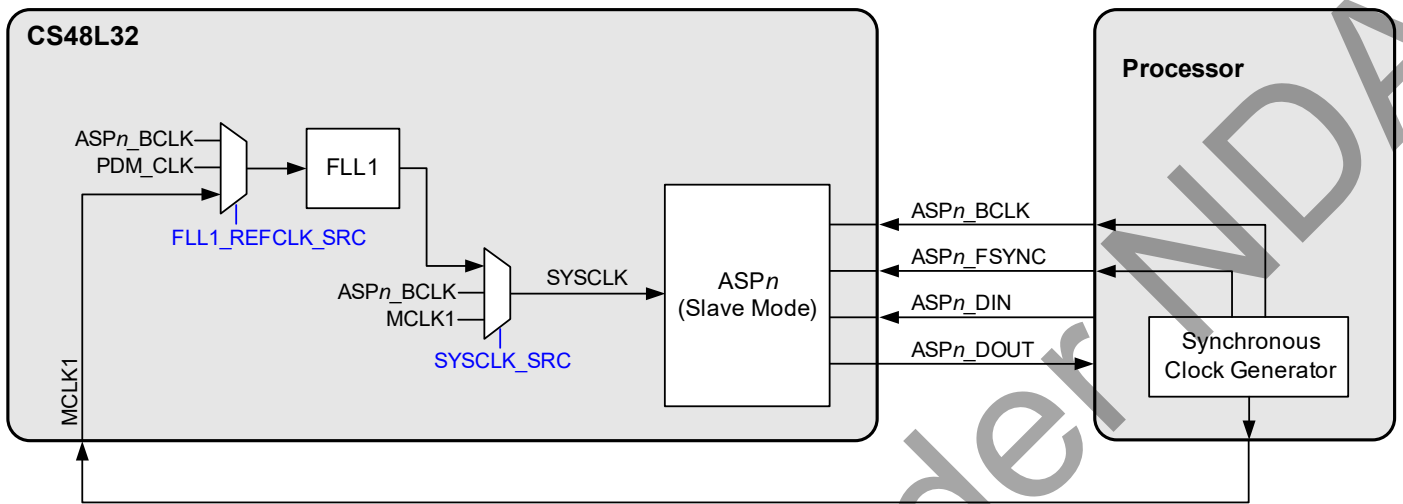 CS48L32
Processor
ASPn_BCLK
PDM_CLK
FLL1
FLL1_REFCLK_SRC
ASPn_BCLK
MCLK1
SYSCLK
SYSCLK_SRC
ASPn
(Slave Mode)
ASPn_BCLK
ASPn_FSYNC
ASPn_DIN
ASPn_DOUT
Synchronous
Clock Generator
MCLK1
der NDA